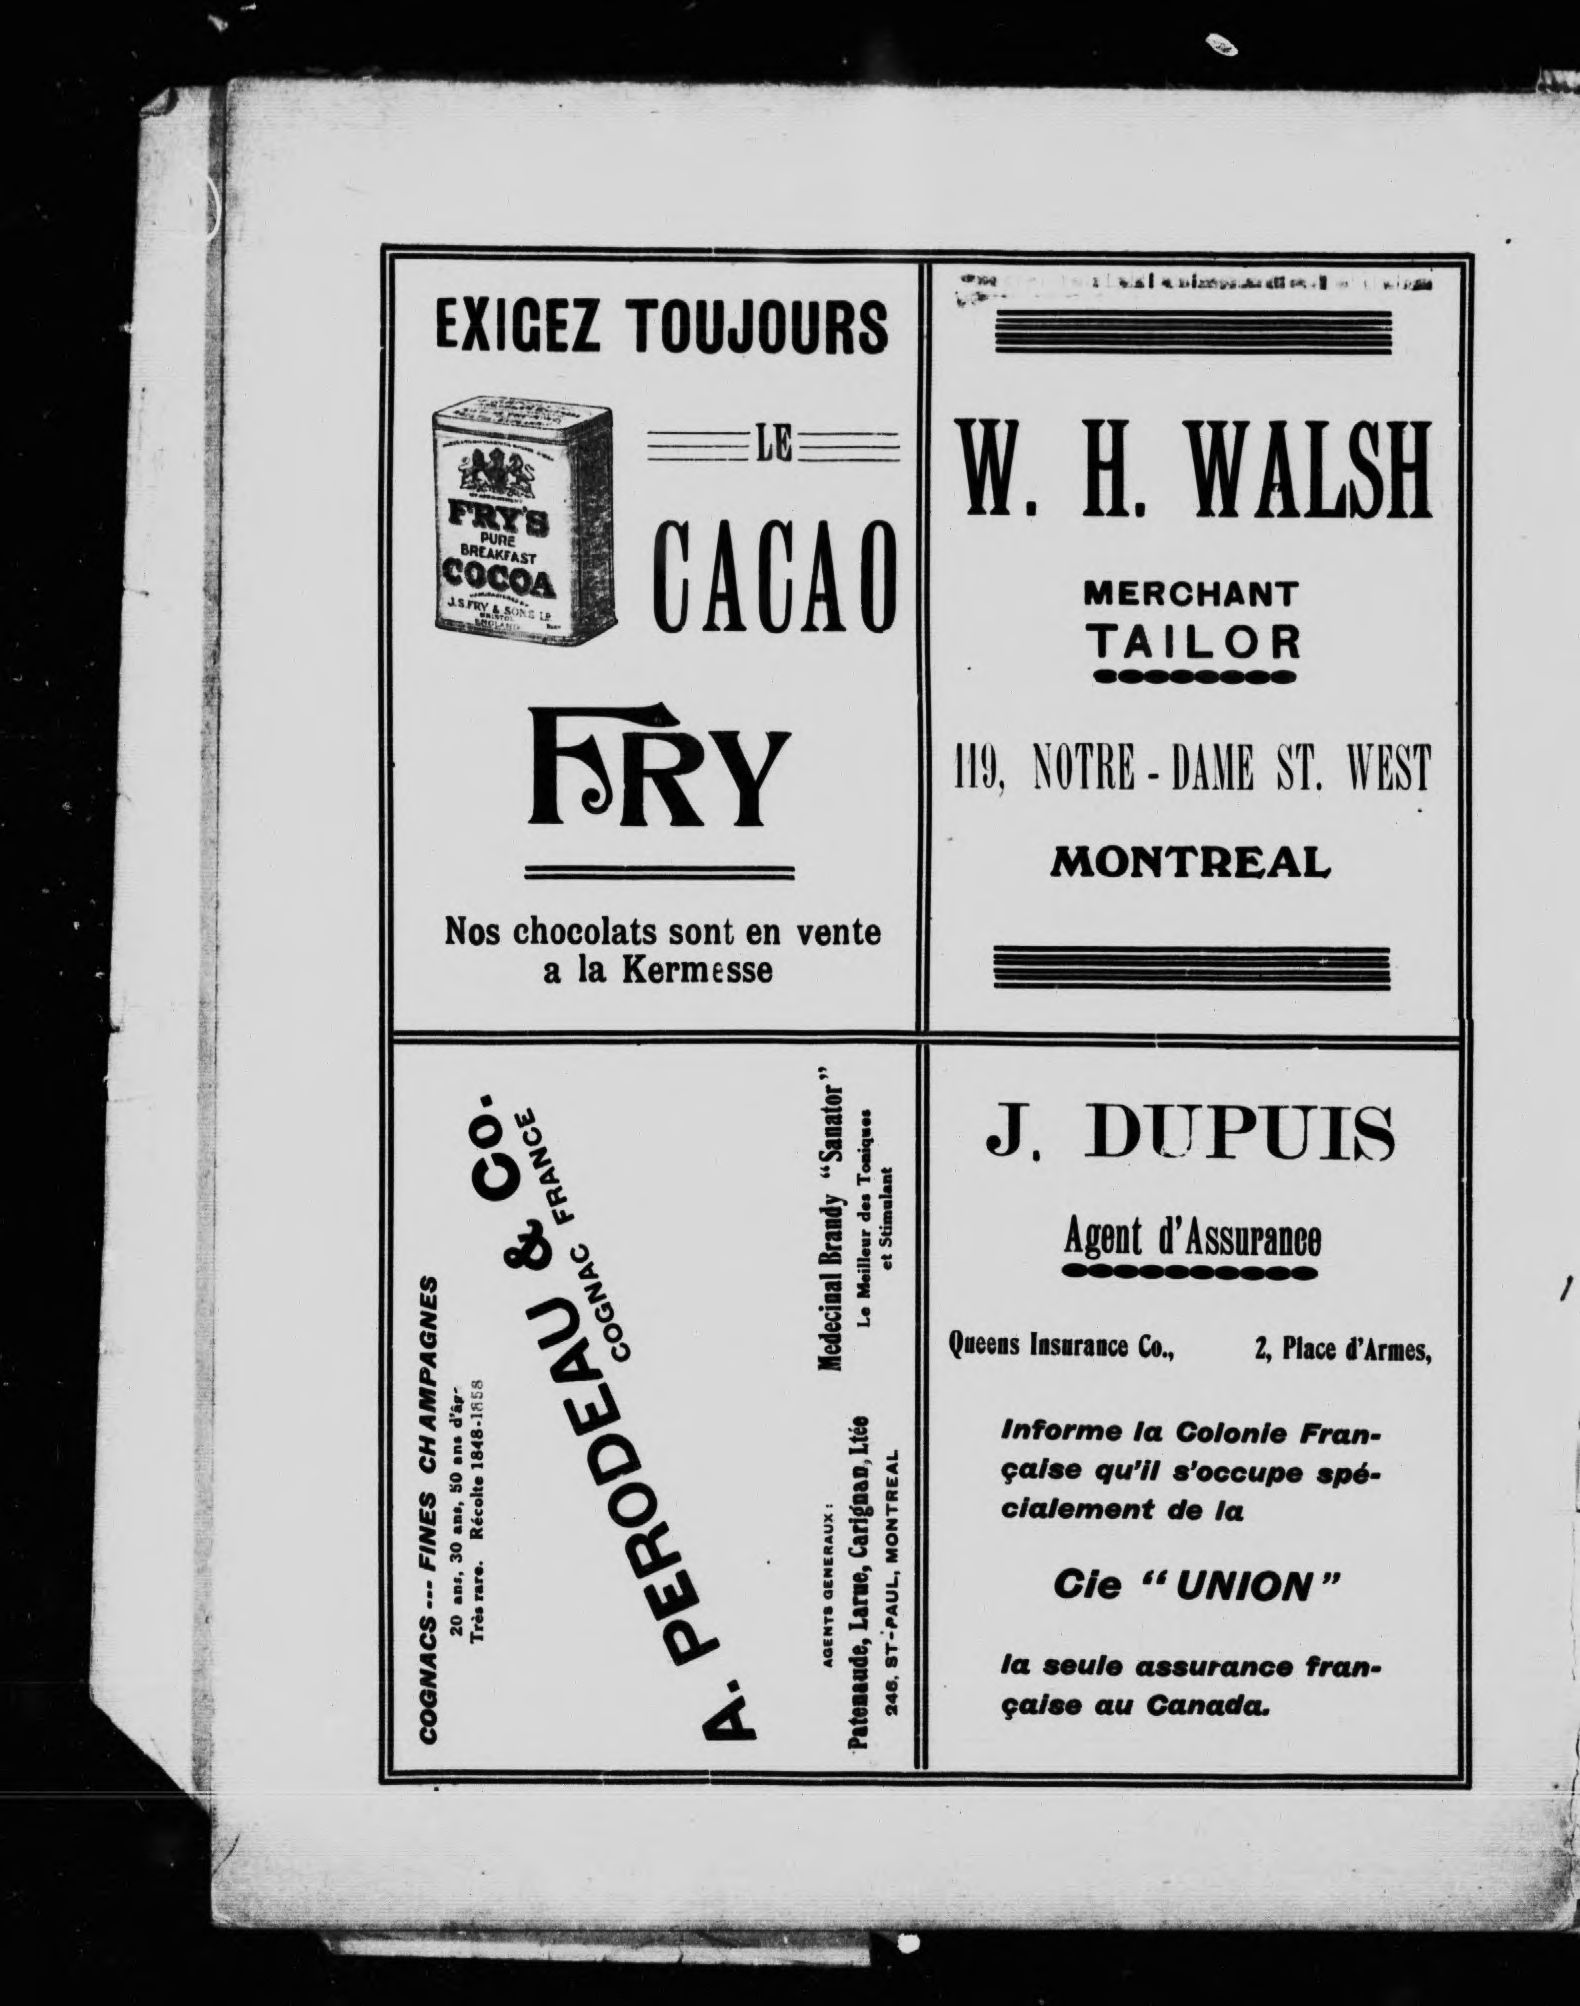 EXIGEZ TOUJOURS
LE
CACAO
FRY'S
PURE
BREAKFAST
COCOA
J.S. FRY & SONS LD
BRISTOL
ENGLAND
FRY
Nos chocolats sont en vente
a la Kermesse
W. H. WALSH
MERCHANT
TAILOR
119, NOTRE-DAME ST. WEST
MONTREAL
COGNACS --- FINES CHAMPAGNES
20 ans, 30 ans, 50 ans d'âg-
Très rare. Récolte 1848-1858
A. PERODEAU & CO.
COGNAC FRANCE
Medecinal Brandy “Sanator”
Le Meilleur des Toniques
et Stimulant
AGENTS GENERAUX :
Patenaude, Larue, Carignan, Ltée
246, ST-PAUL, MONTREAL
J. DUPUIS
Agent d'Assurance
Queens Insurance Co., 2, Place d'Armes,
Informe la Colonie Fran-
çaise qu'il s'occupe spé-
cialement de la
Cie “UNION”
la seule assurance fran-
çaise au Canada.